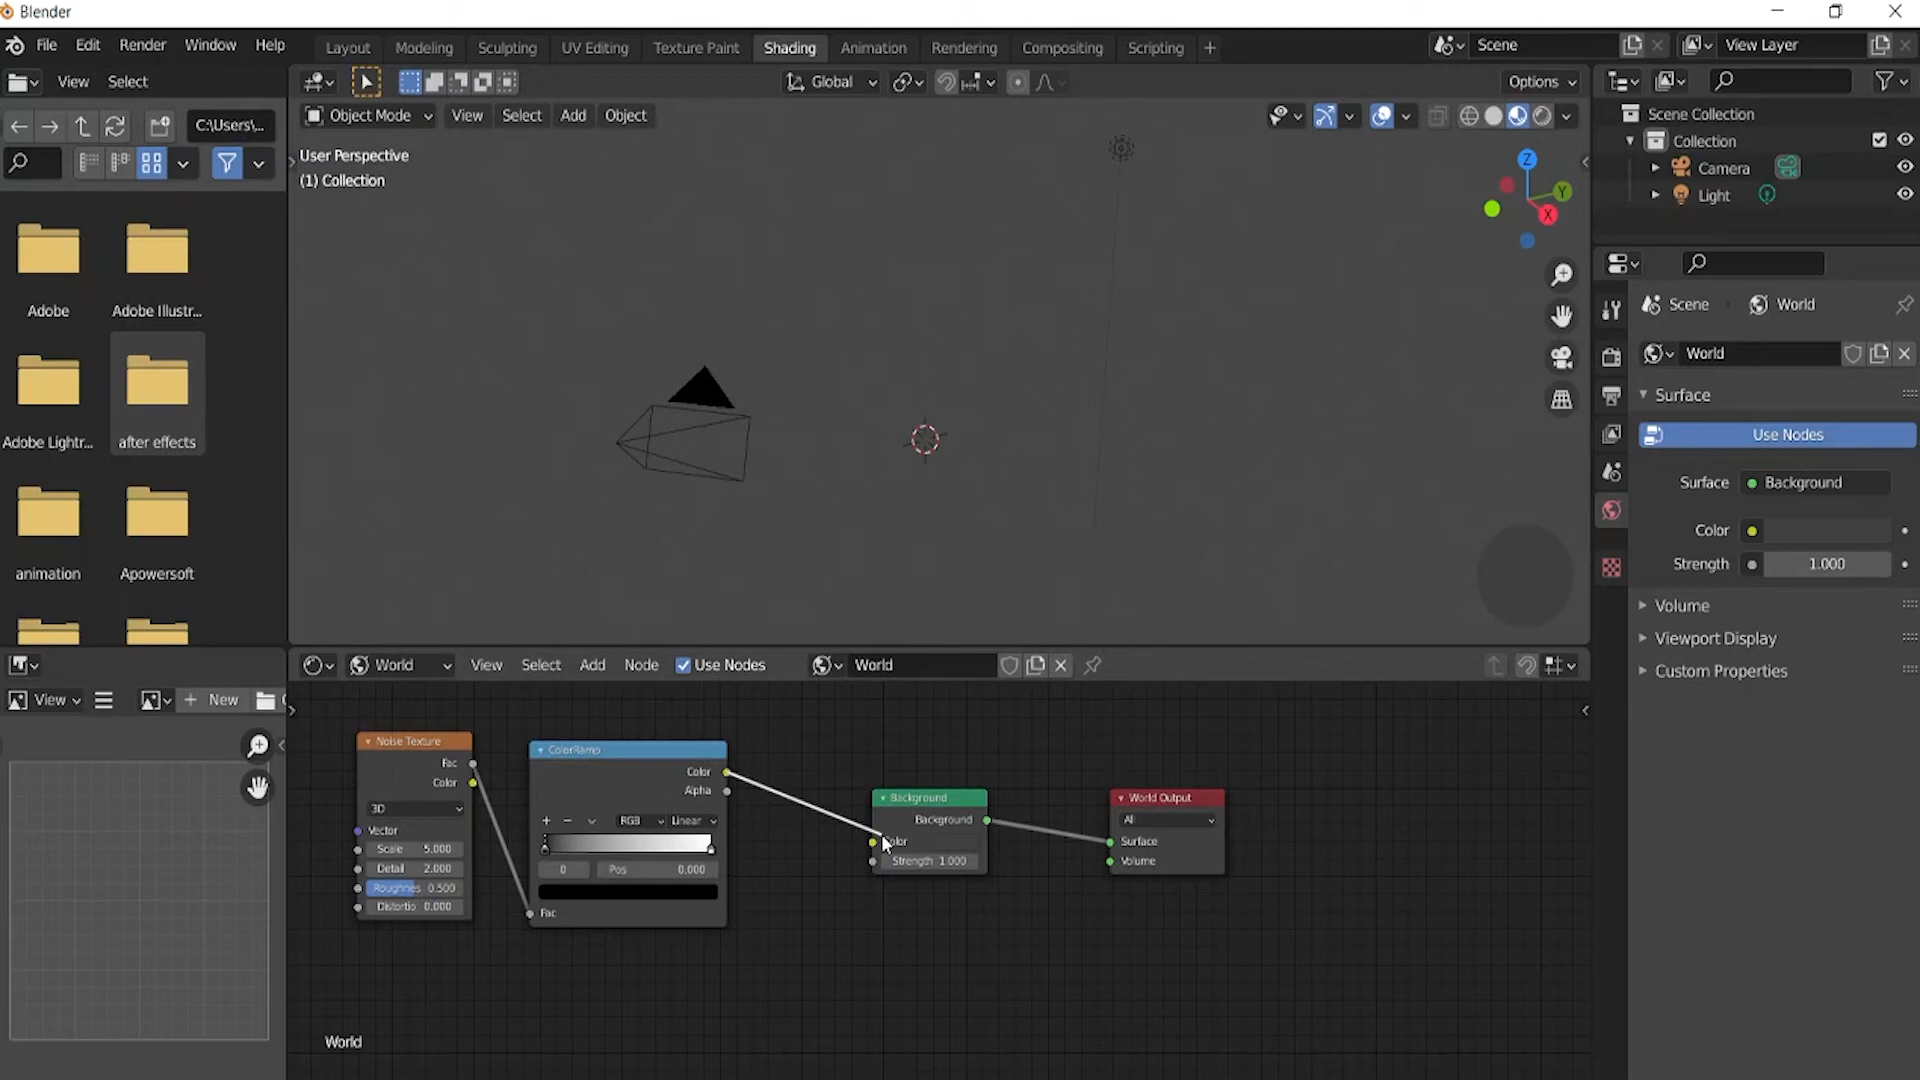 Blender
File Edit Render Window Help
Layout Modeling Sculpting UV Editing Texture Paint Shading Animation Rendering Compositing Scripting +
Scene
View Layer
View Select
Global
Options
C:\Users\...
Object Mode View Select Add Object
User Perspective
(1) Collection
Z
Y
X
Scene Collection
Collection
Camera
Light
Adobe
Adobe Illustr...
Adobe Lightr...
after effects
animation
Apowersoft
Scene World
World
Surface
Use Nodes
Surface Background
Color
Strength 1.000
Volume
Viewport Display
Custom Properties
World View Select Add Node Use Nodes World
View + New
Noise Texture
Fac
Color
3D
Vector
Scale 5.000
Detail 2.000
Roughnes 0.500
Distortio 0.000
ColorRamp
Color
Alpha
+ − RGB Linear
0 Pos 0.000
Fac
Background
Background
Strength 1.000
World Output
All
Surface
Volume
World